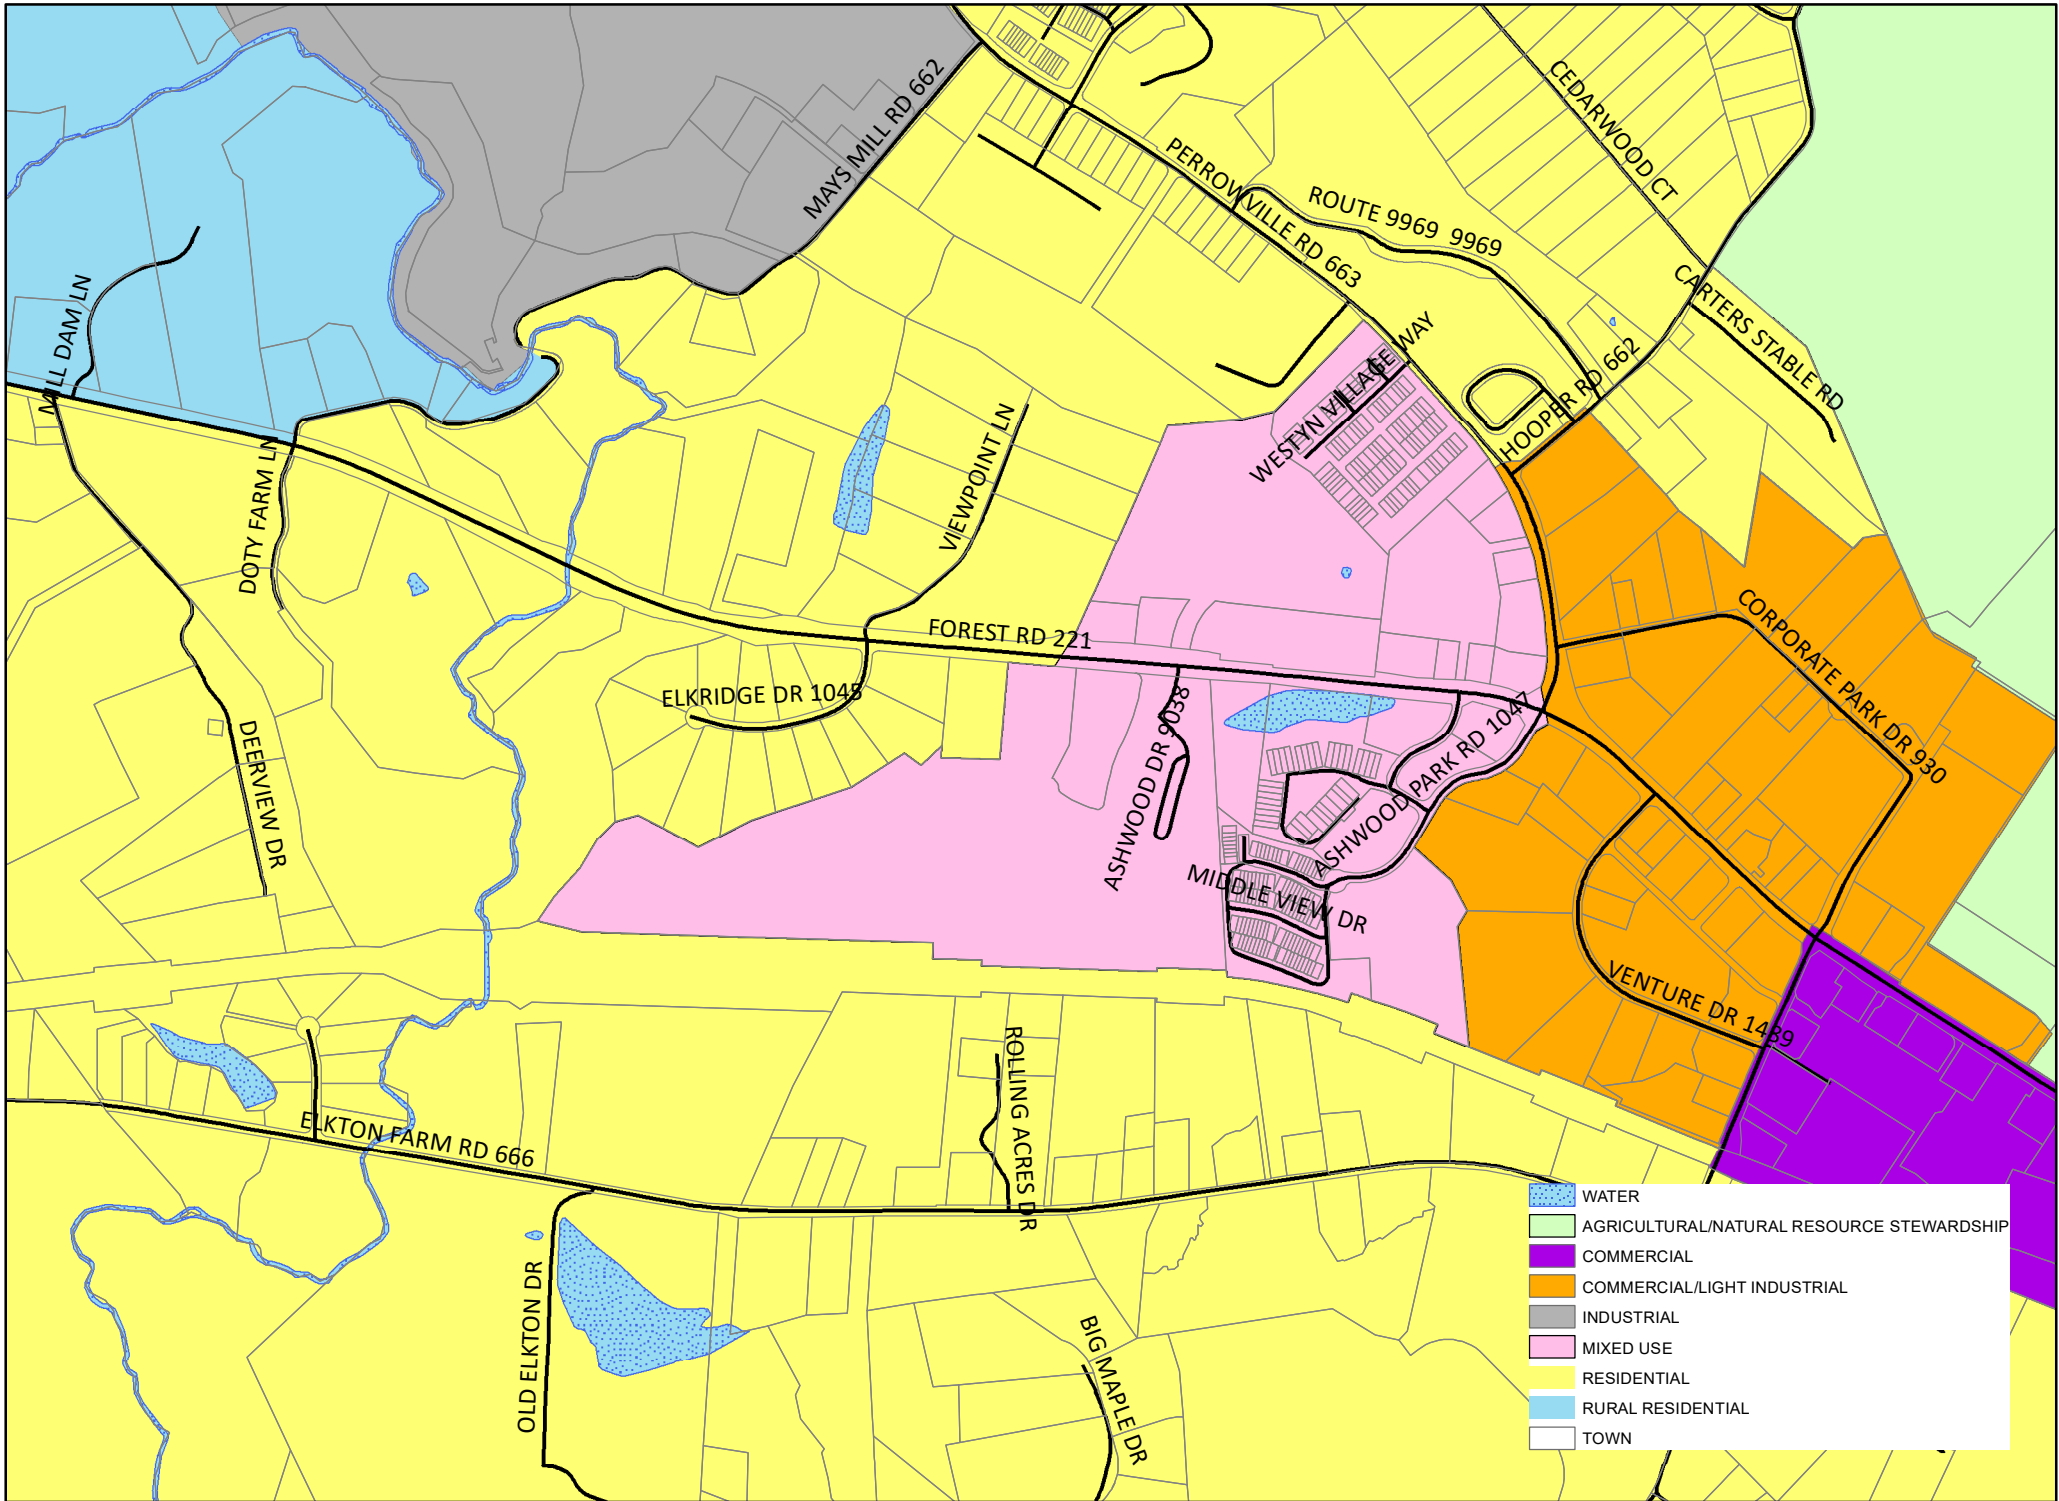 MAYS MILL RD 662
CEDARWOOD CT
PERROWVILLE RD 663
ROUTE 9969 9969
CARTERS STABLE RD
MILL DAM LN
WESTYN VILLAGE WAY
HOOPER RD 662
DOTY FARM LN
VIEWPOINT LN
FOREST RD 221
CORPORATE PARK DR 930
ELKRIDGE DR 1045
ASHWOOD DR 9038
ASHWOOD PARK RD 1047
DEERVIEW DR
MIDDLE VIEW DR
VENTURE DR 1439
ROLLING ACRES DR
ELKTON FARM RD 666
OLD ELKTON DR
BIG MAPLE DR
WATER
AGRICULTURAL/NATURAL RESOURCE STEWARDSHIP
COMMERCIAL
COMMERCIAL/LIGHT INDUSTRIAL
INDUSTRIAL
MIXED USE
RESIDENTIAL
RURAL RESIDENTIAL
TOWN